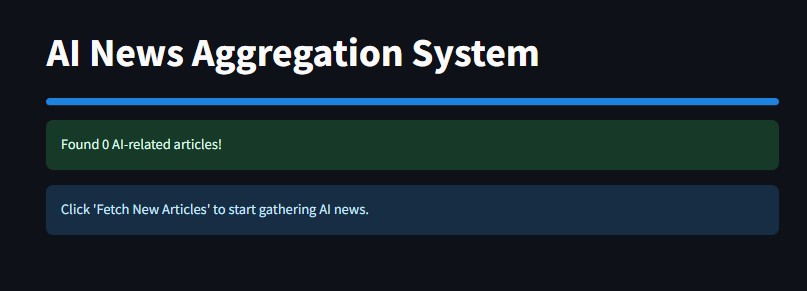 AI News Aggregation System
Found 0 AI-related articles!
Click 'Fetch New Articles' to start gathering AI news.